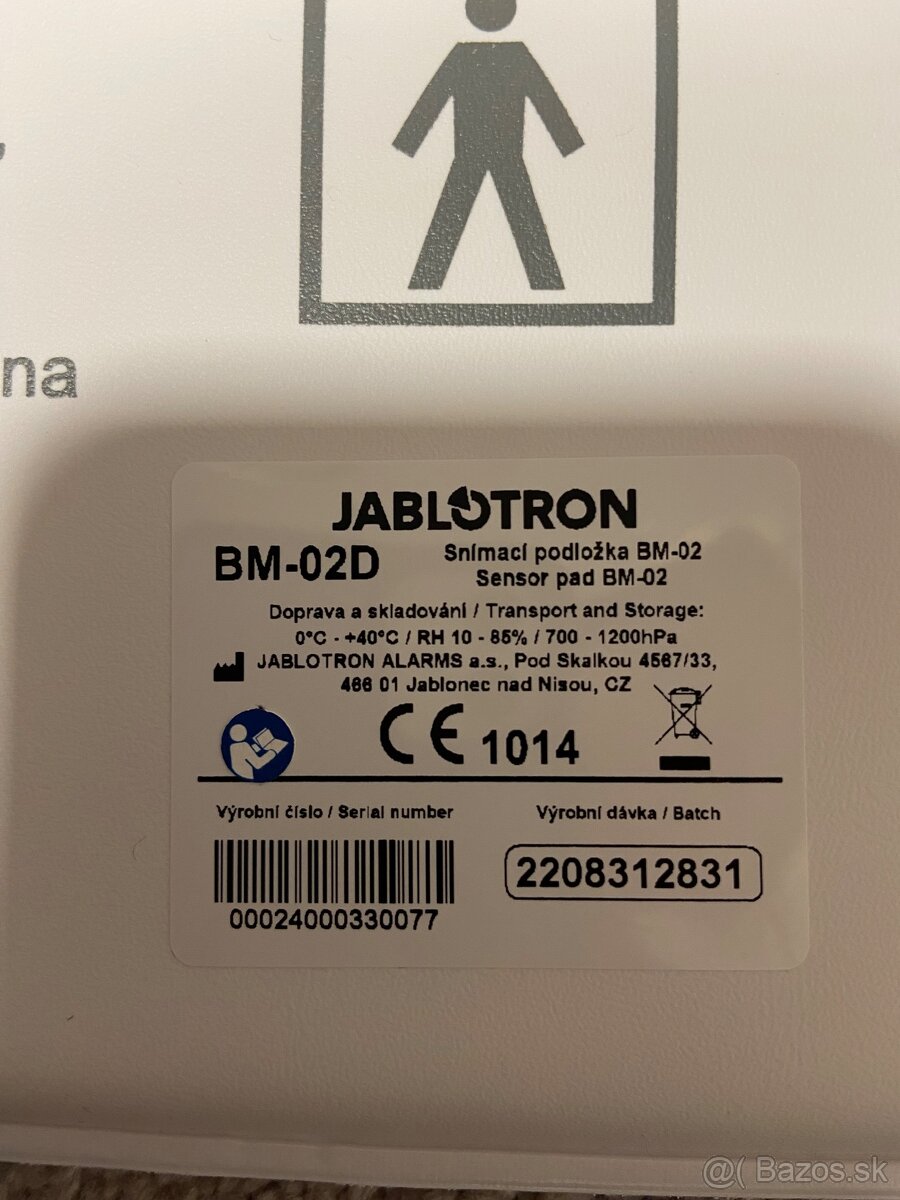 na
JABLOTRON
BM-02D
Snímací podložka BM-02
Sensor pad BM-02
Doprava a skladování / Transport and Storage:
0°C - +40°C / RH 10 - 85% / 700 - 1200hPa
JABLOTRON ALARMS a.s., Pod Skalkou 4567/33,
466 01 Jablonec nad Nisou, CZ
CE 1014
Výrobní číslo / Serial number
Výrobní dávka / Batch
2208312831
00024000330077
@( Bazos.sk